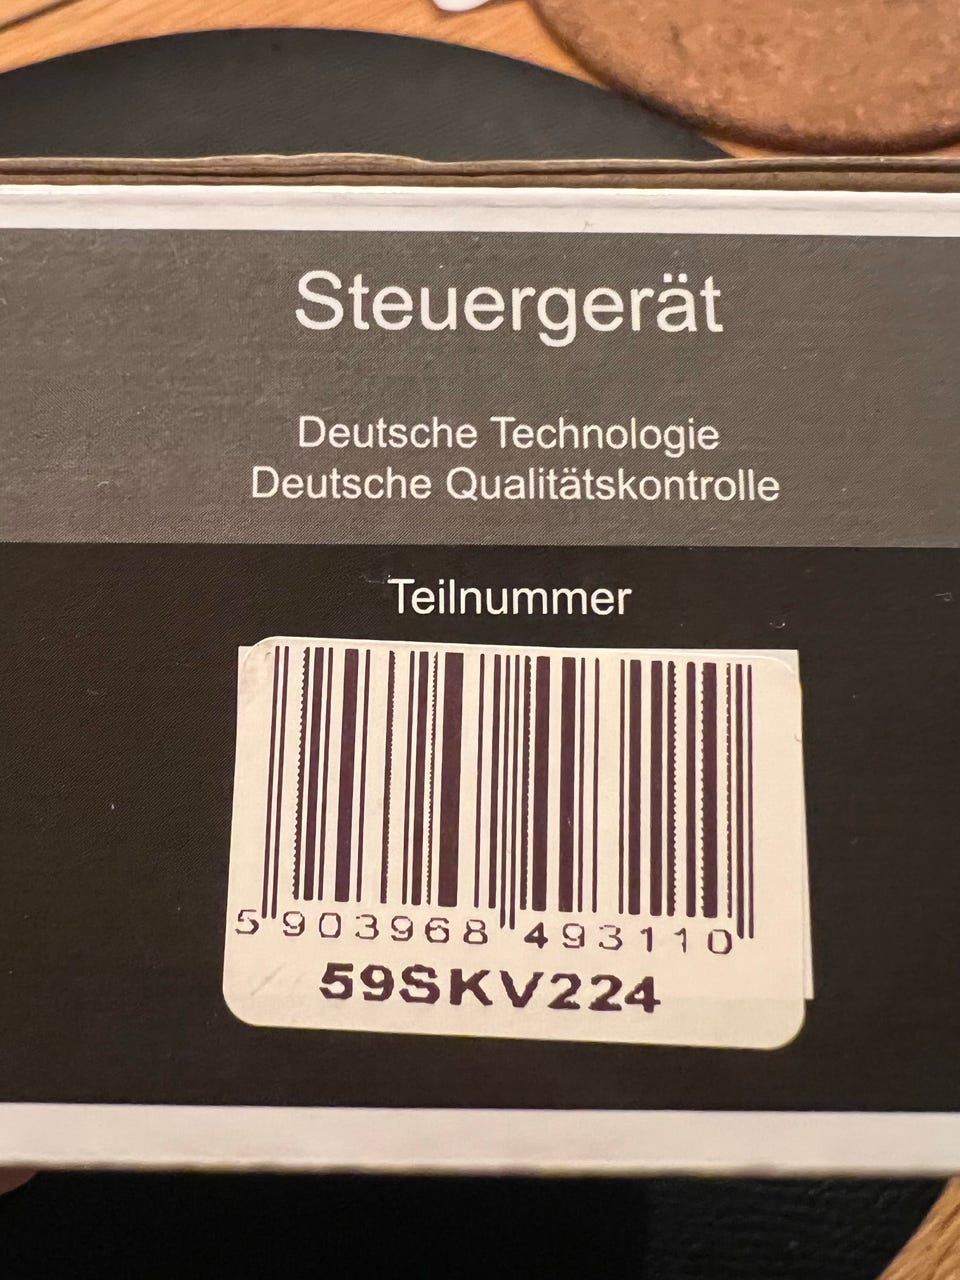 Steuergerät
Deutsche Technologie
Deutsche Qualitätskontrolle
Teilnummer
5 903968 493110
59SKV224